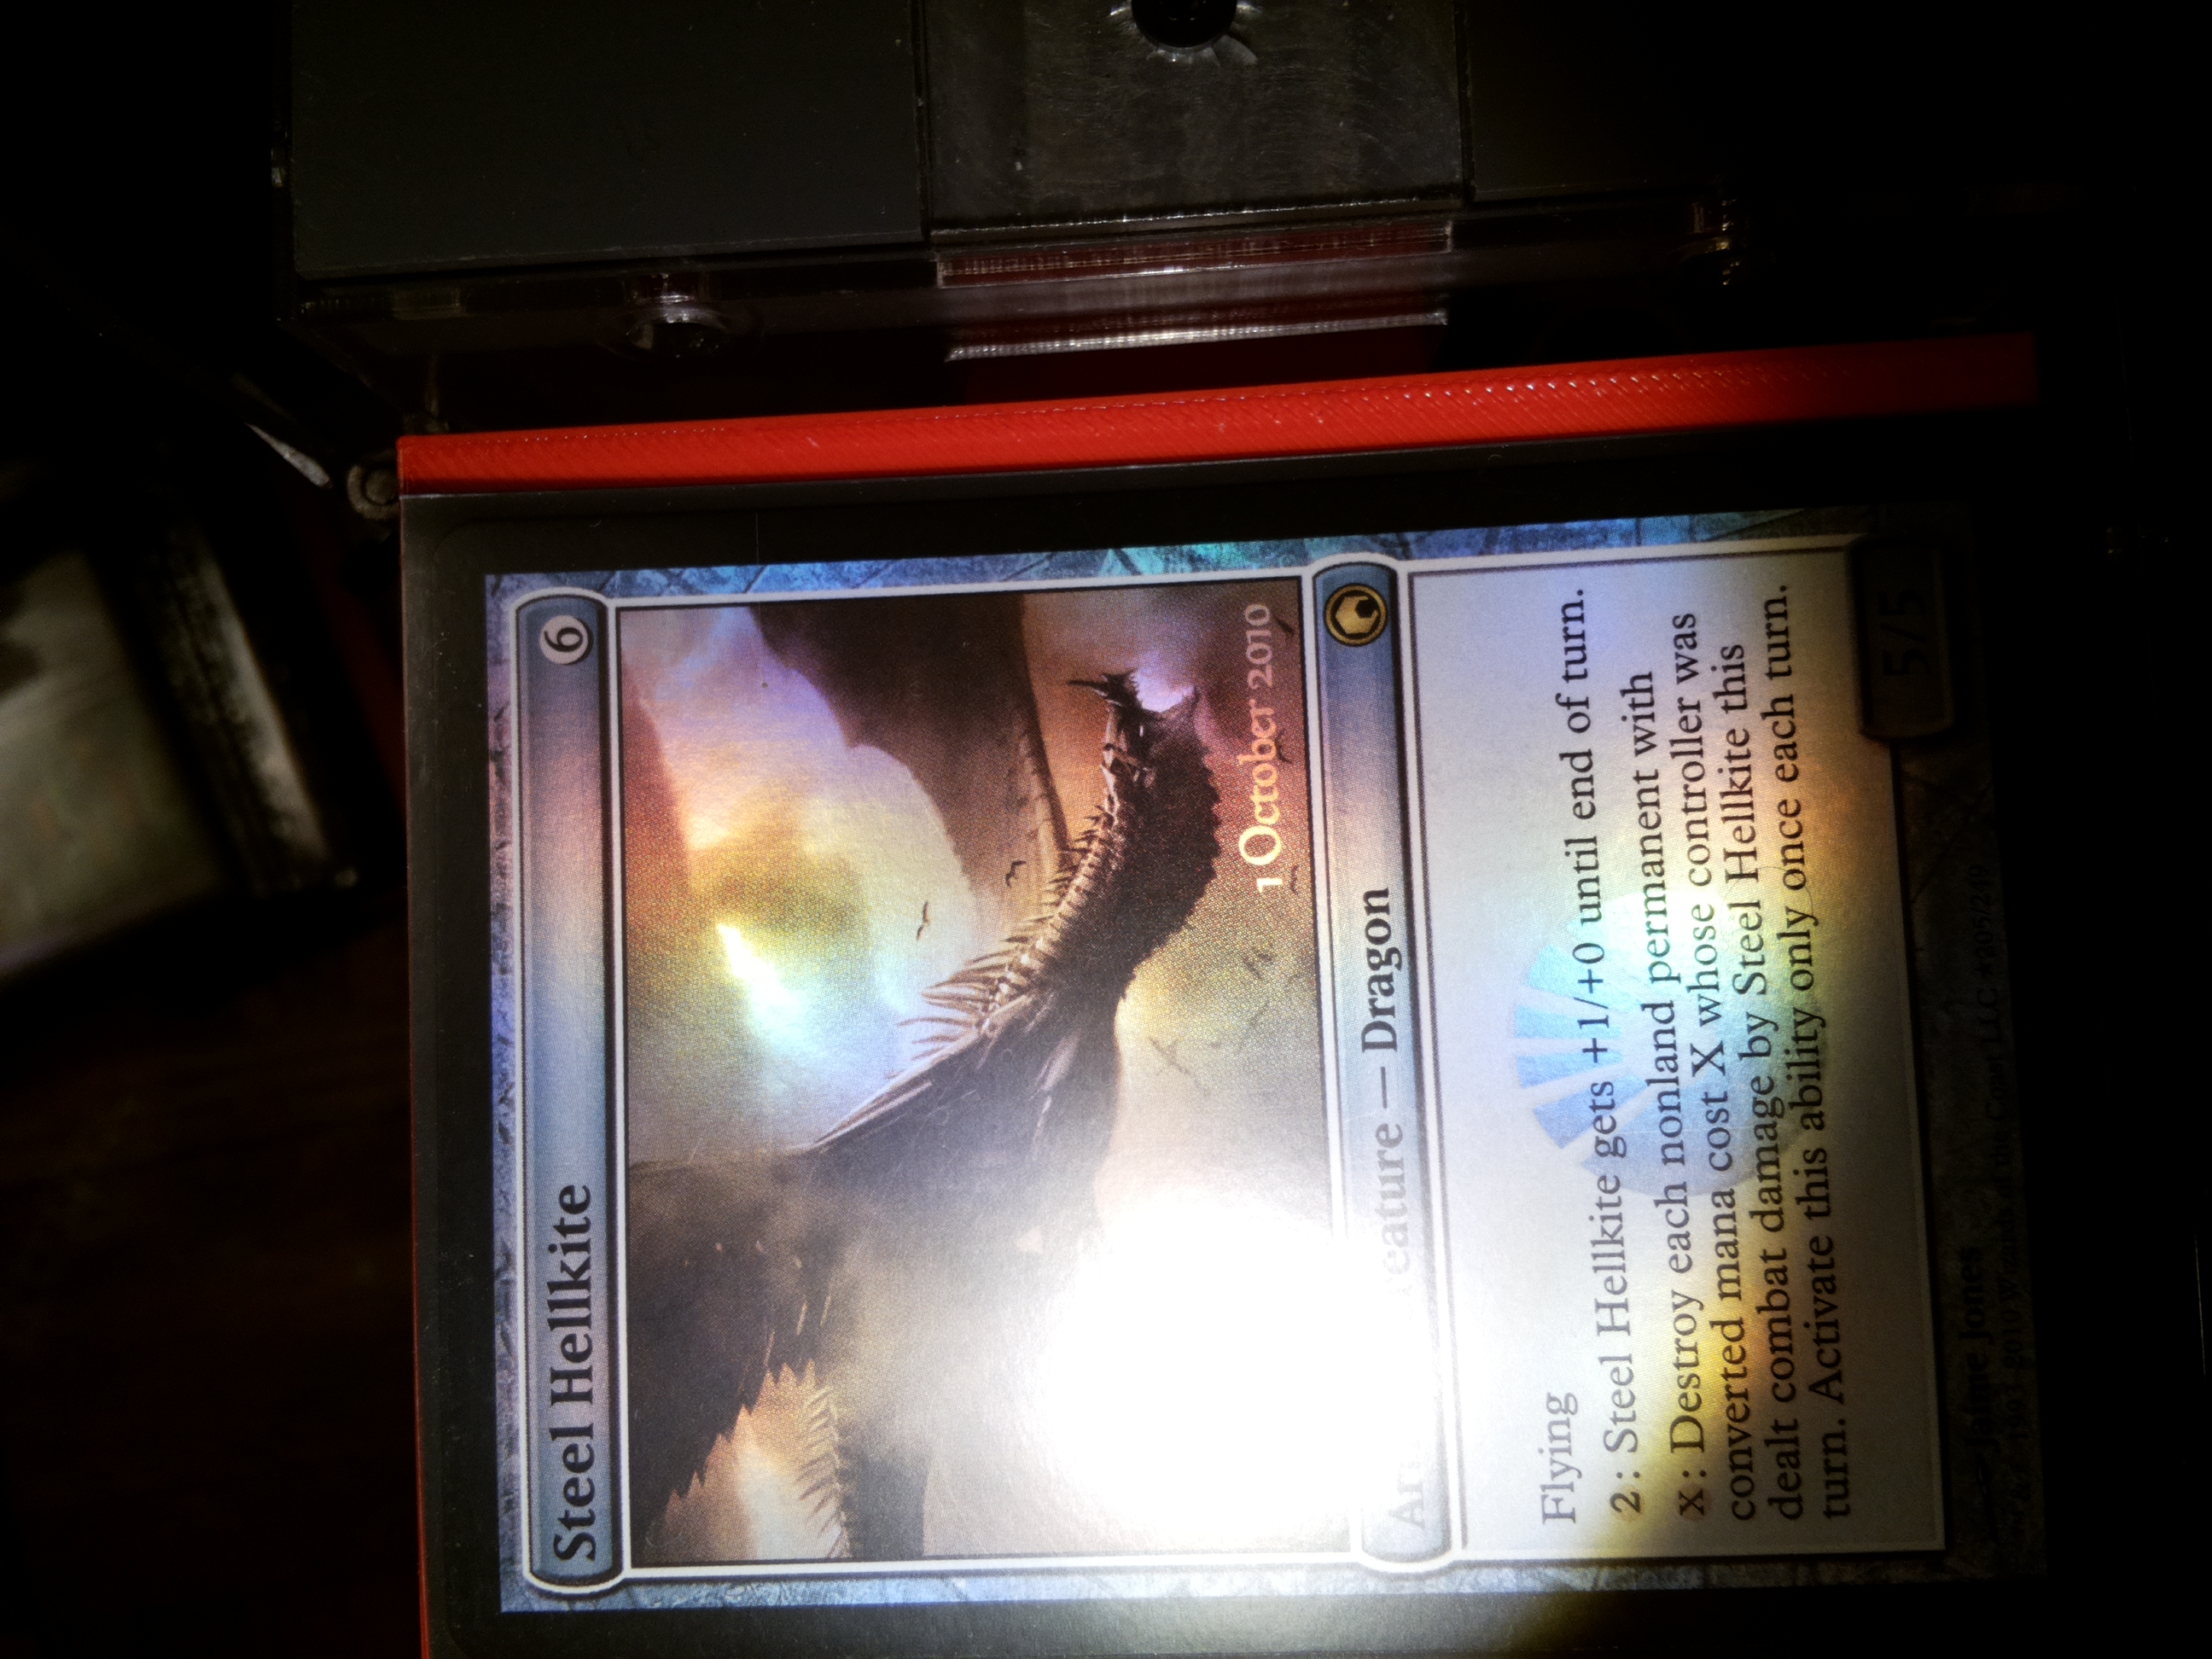 Steel Hellkite 6
1 October 2010
eature — Dragon
Flying
2 : Steel Hellkite gets +1/+0 until end of turn.
X : Destroy each nonland permanent with
converted mana cost X whose controller was
dealt combat damage by Steel Hellkite this
turn. Activate this ability only once each turn.
5/5
Jaime Jones